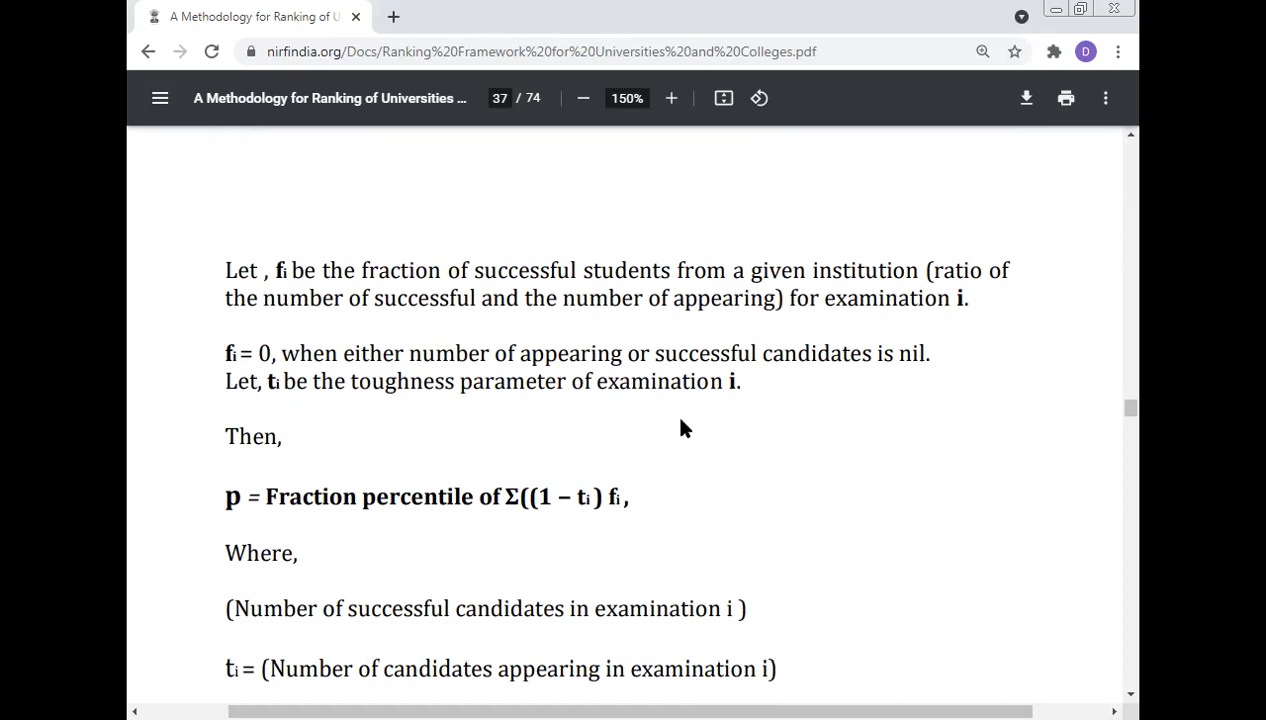 A Methodology for Ranking of U
nirfindia.org/Docs/Ranking%20Framework%20for%20Universities%20and%20Colleges.pdf
D
A Methodology for Ranking of Universities ...
37 / 74
150%
Let , fi be the fraction of successful students from a given institution (ratio of
the number of successful and the number of appearing) for examination i.
fi = 0, when either number of appearing or successful candidates is nil.
Let, ti be the toughness parameter of examination i.
Then,
p = Fraction percentile of Σ((1 – ti ) fi ,
Where,
(Number of successful candidates in examination i )
ti = (Number of candidates appearing in examination i)